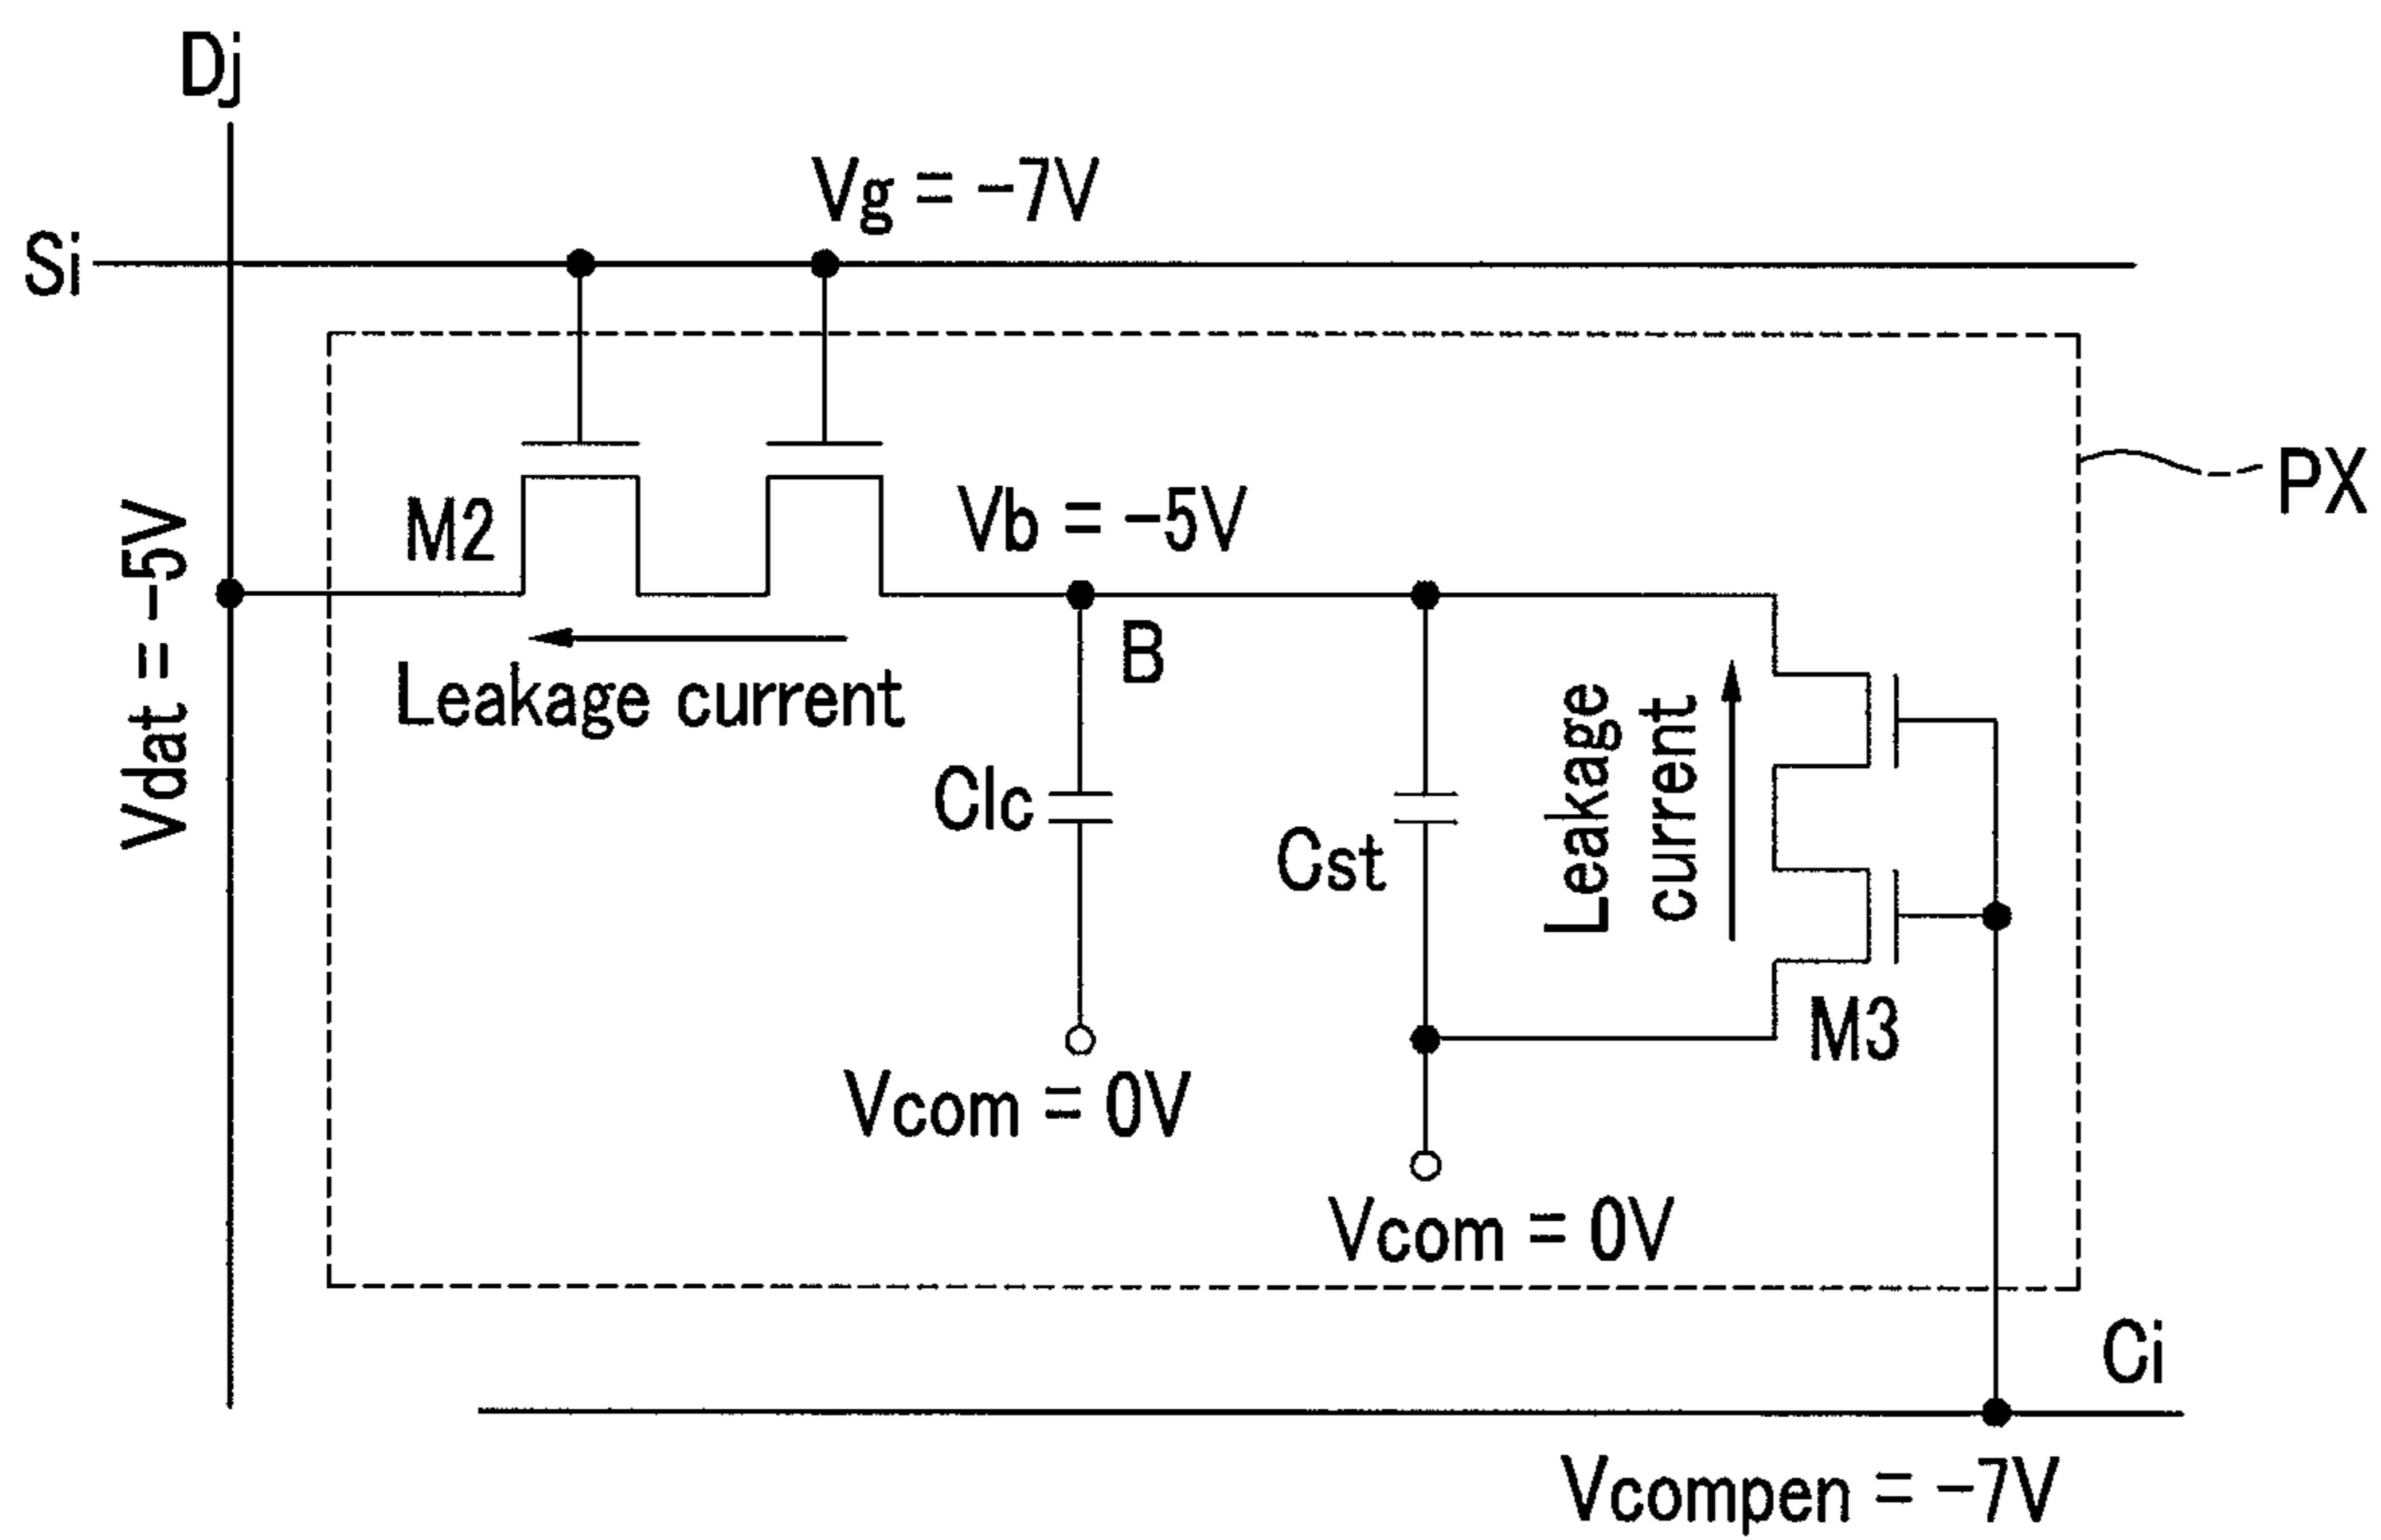 Dj
Vg = −7V
Si
PX
M2
Vb = −5V
Vdat = −5V
B
Leakage current
Leakage
current
Clc
Cst
M3
Vcom = 0V
Vcom = 0V
Ci
Vcompen = −7V